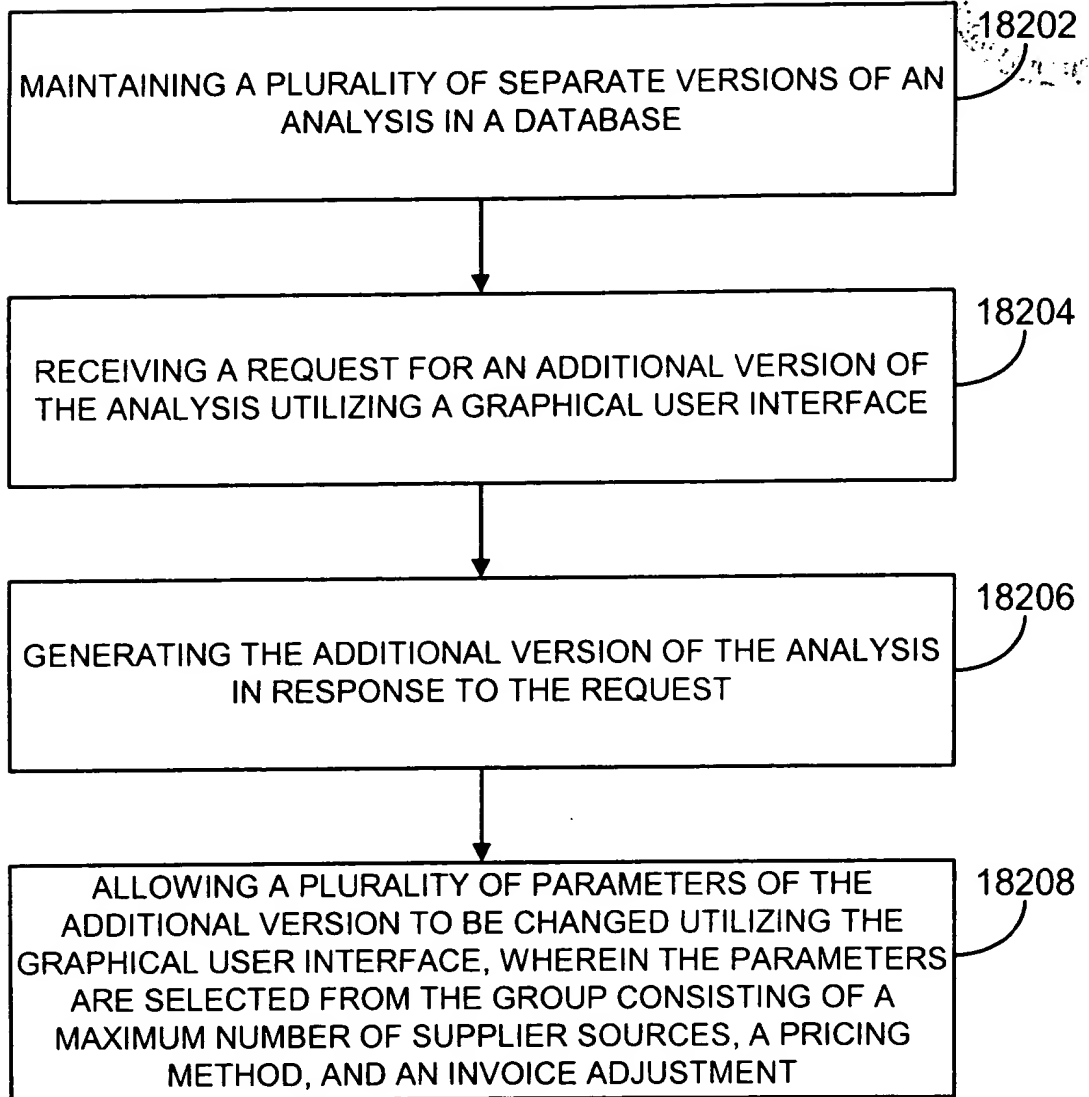 18202
MAINTAINING A PLURALITY OF SEPARATE VERSIONS OF AN
ANALYSIS IN A DATABASE
18204
RECEIVING A REQUEST FOR AN ADDITIONAL VERSION OF
THE ANALYSIS UTILIZING A GRAPHICAL USER INTERFACE
18206
GENERATING THE ADDITIONAL VERSION OF THE ANALYSIS
IN RESPONSE TO THE REQUEST
18208
ALLOWING A PLURALITY OF PARAMETERS OF THE
ADDITIONAL VERSION TO BE CHANGED UTILIZING THE
GRAPHICAL USER INTERFACE, WHEREIN THE PARAMETERS
ARE SELECTED FROM THE GROUP CONSISTING OF A
MAXIMUM NUMBER OF SUPPLIER SOURCES, A PRICING
METHOD, AND AN INVOICE ADJUSTMENT